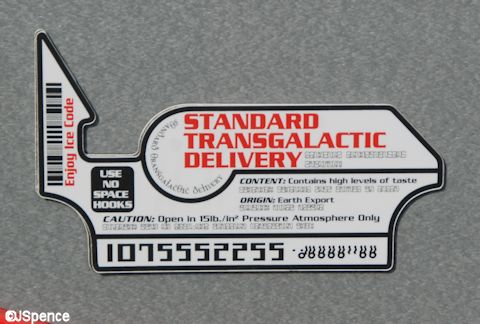 Enjoy Ice Code
STANDARD
TRANSGALACTIC
DELIVERY
standard transgalactic delivery
USE
NO
SPACE
HOOKS
CONTENT: Contains high levels of taste
ORIGIN: Earth Export
CAUTION: Open in 15lb./in² Pressure Atmosphere Only
1075552255
©JSpence